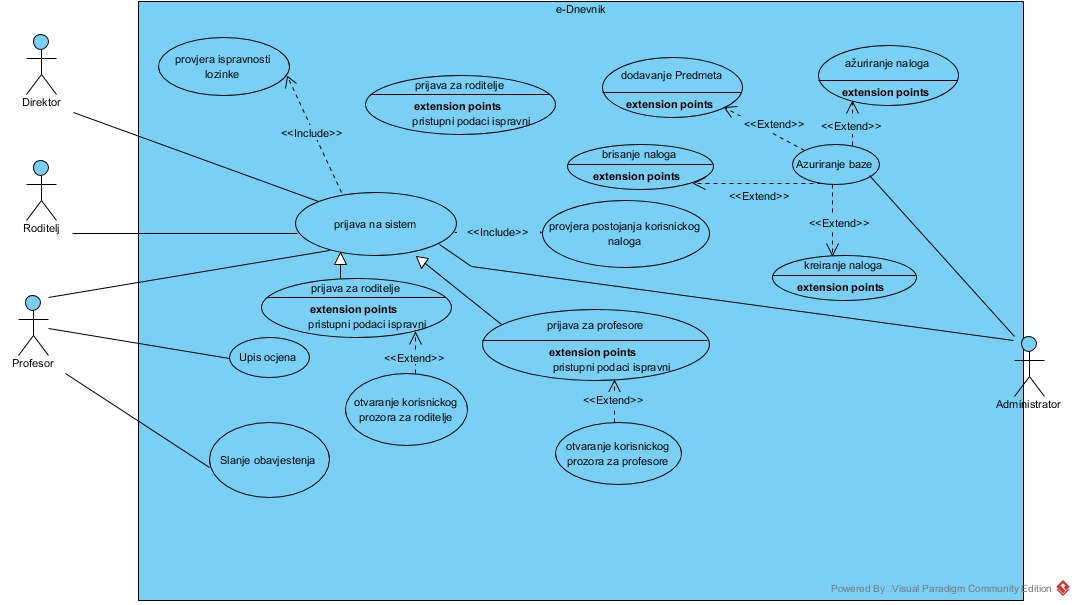 e-Dnevnik
Direktor
Roditelj
Profesor
Administrator
provjera ispravnosti
lozinke
<<Include>>
prijava za roditelje
extension points
pristupni podaci ispravni
dodavanje Predmeta
extension points
ažuriranje naloga
extension points
<<Extend>>
<<Extend>>
brisanje naloga
extension points
Azuriranje baze
<<Extend>>
<<Extend>>
prijava na sistem
<<Include>>
provjera postojanja korisnickog
naloga
kreiranje naloga
extension points
prijava za roditelje
extension points
pristupni podaci ispravni
prijava za profesore
extension points
pristupni podaci ispravni
Upis ocjena
<<Extend>>
otvaranje korisnickog
prozora za roditelje
<<Extend>>
otvaranje korisnickog
prozora za profesore
Slanje obavjestenja
Powered By Visual Paradigm Community Edition